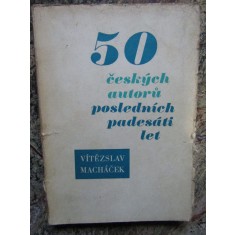 50
českých
autorů
posledních
padesáti
let
VÍTĚZSLAV
MACHÁČEK